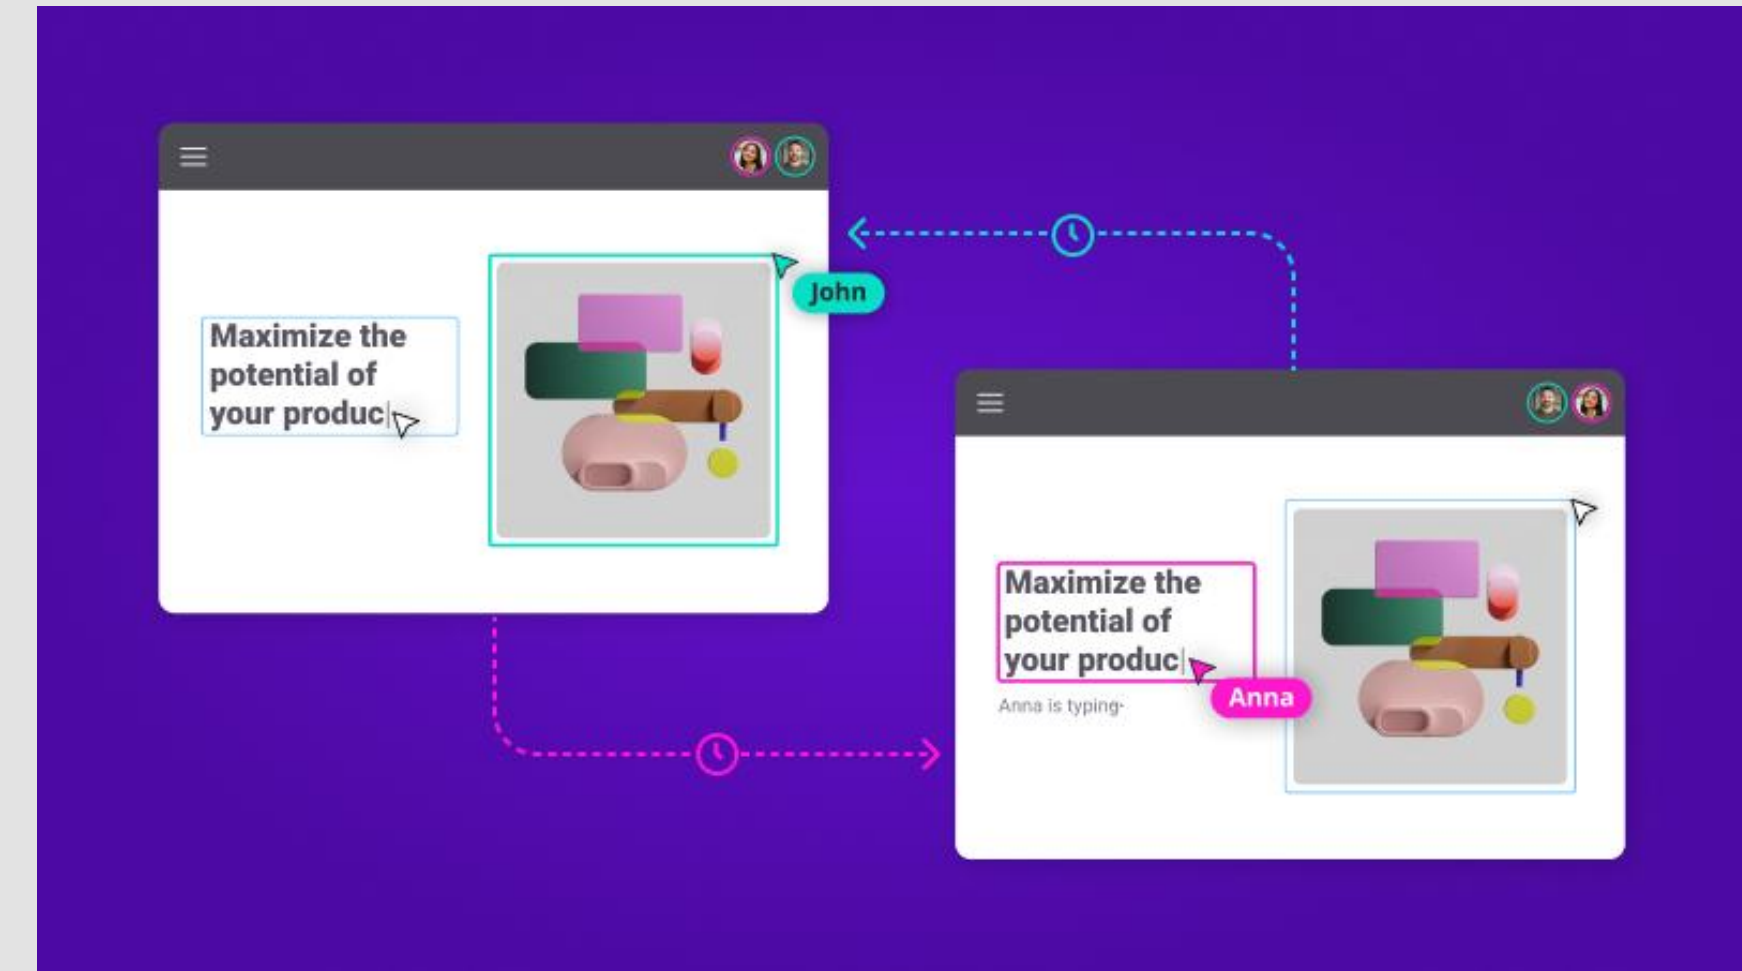 John
Maximize the
potential of
your produc
Maximize the
potential of
your produc
Anna
Anna is typing